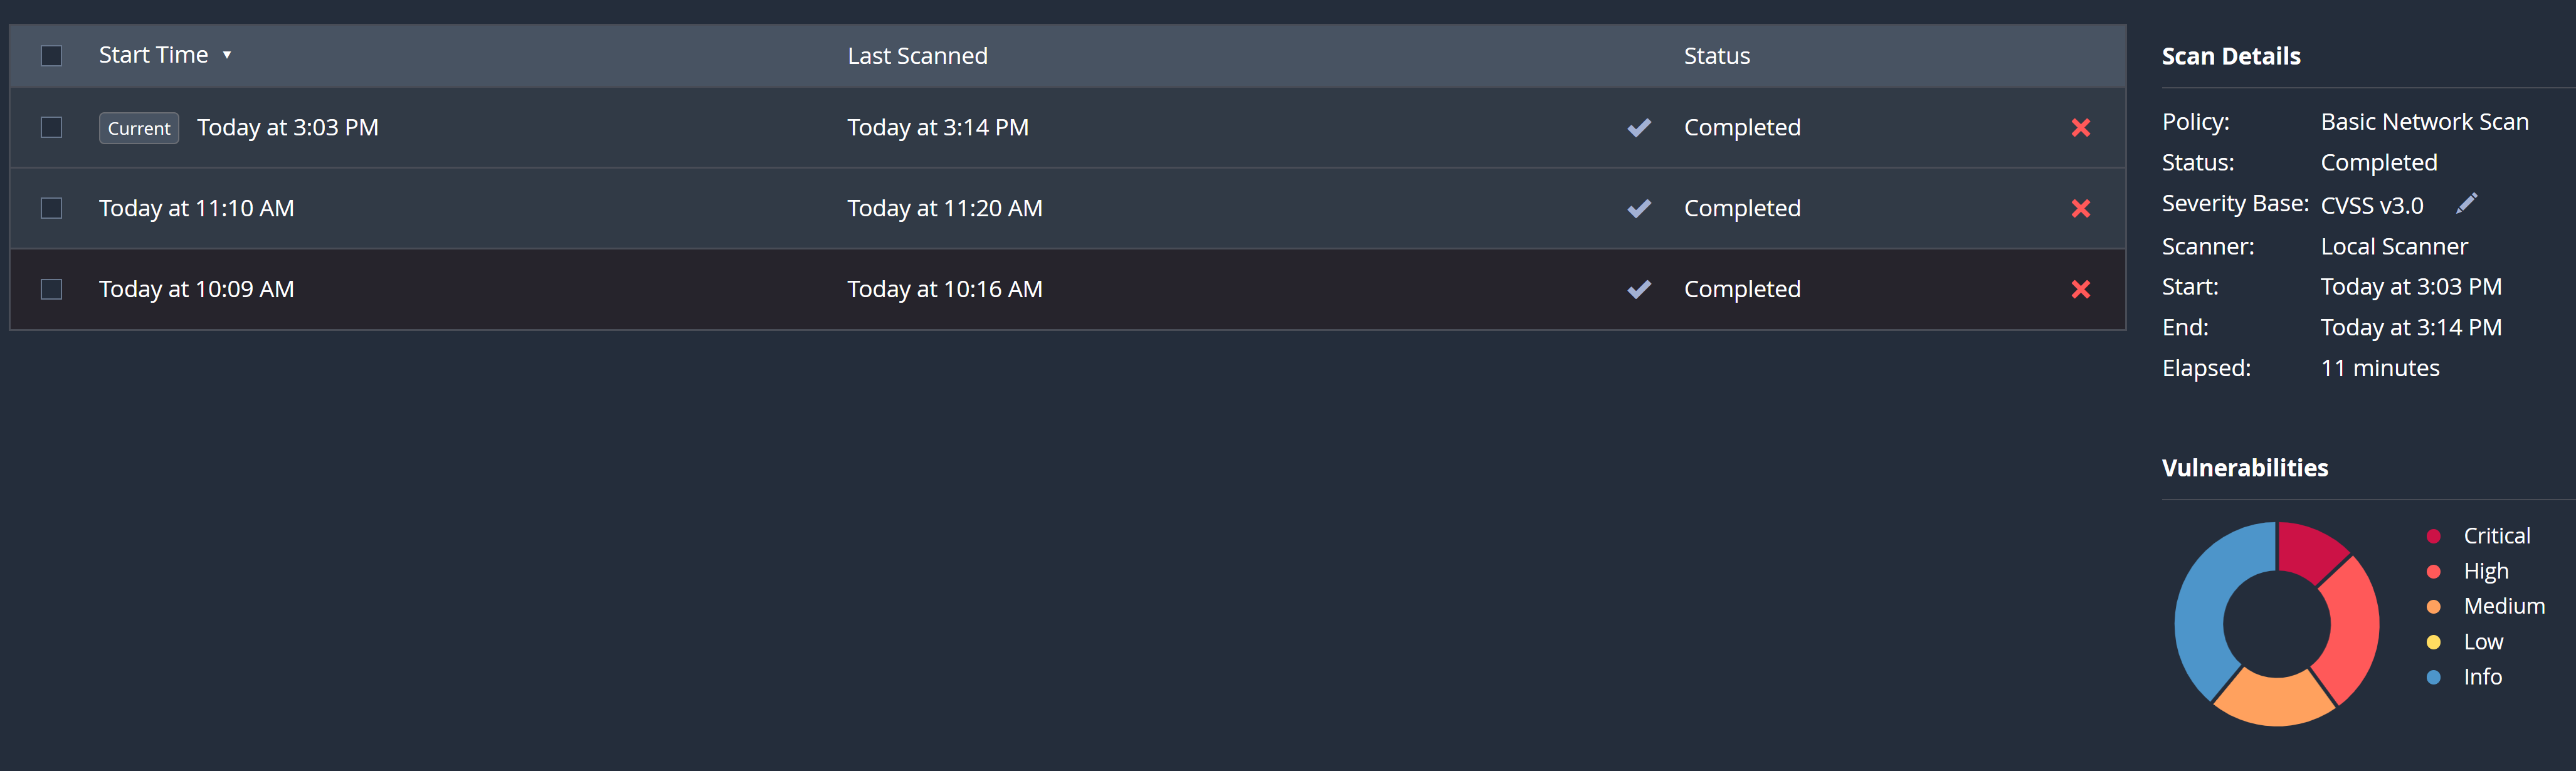 Start Time ▼ Last Scanned Status
Current Today at 3:03 PM Today at 3:14 PM Completed
Today at 11:10 AM Today at 11:20 AM Completed
Today at 10:09 AM Today at 10:16 AM Completed
Scan Details
Policy: Basic Network Scan
Status: Completed
Severity Base: CVSS v3.0
Scanner: Local Scanner
Start: Today at 3:03 PM
End: Today at 3:14 PM
Elapsed: 11 minutes
Vulnerabilities
Critical
High
Medium
Low
Info